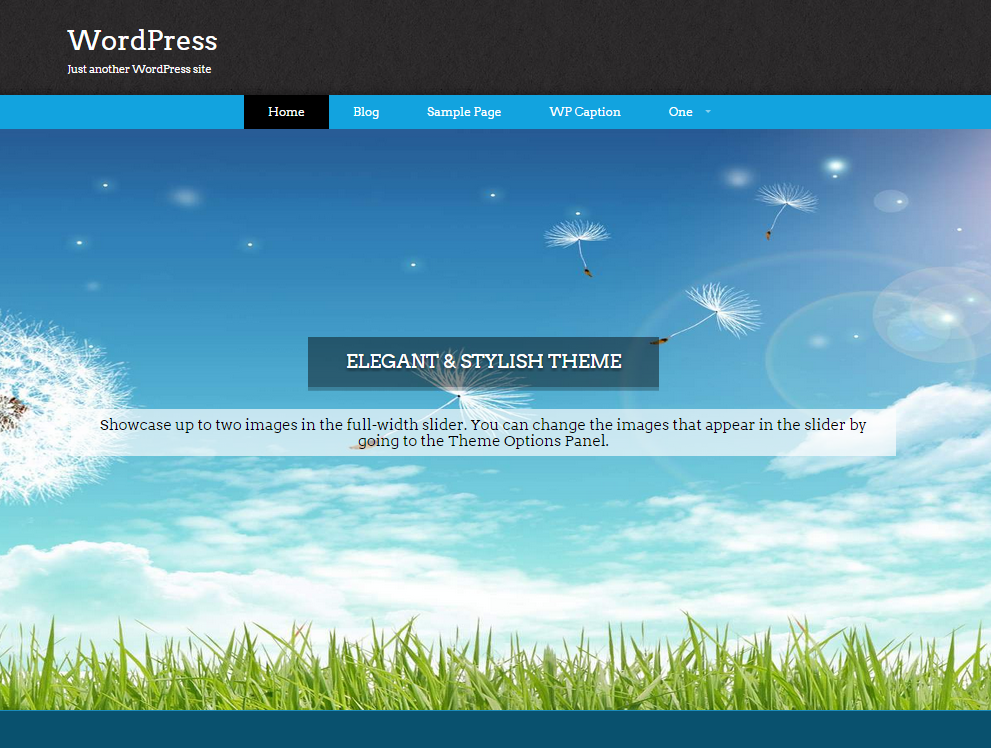 WordPress
Just another WordPress site
Home Blog Sample Page WP Caption One
ELEGANT & STYLISH THEME
Showcase up to two images in the full-width slider. You can change the images that appear in the slider by
going to the Theme Options Panel.